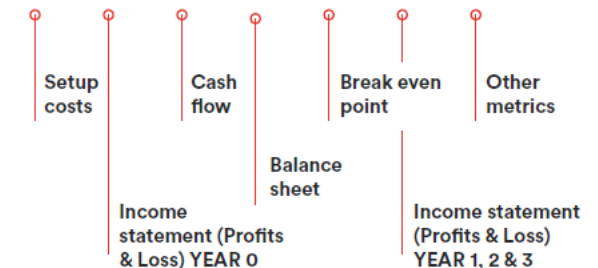 Setup
costs
Income
statement (Profits
& Loss) YEAR 0
Cash
flow
Balance
sheet
Break even
point
Income statement
(Profits & Loss)
YEAR 1, 2 & 3
Other
metrics